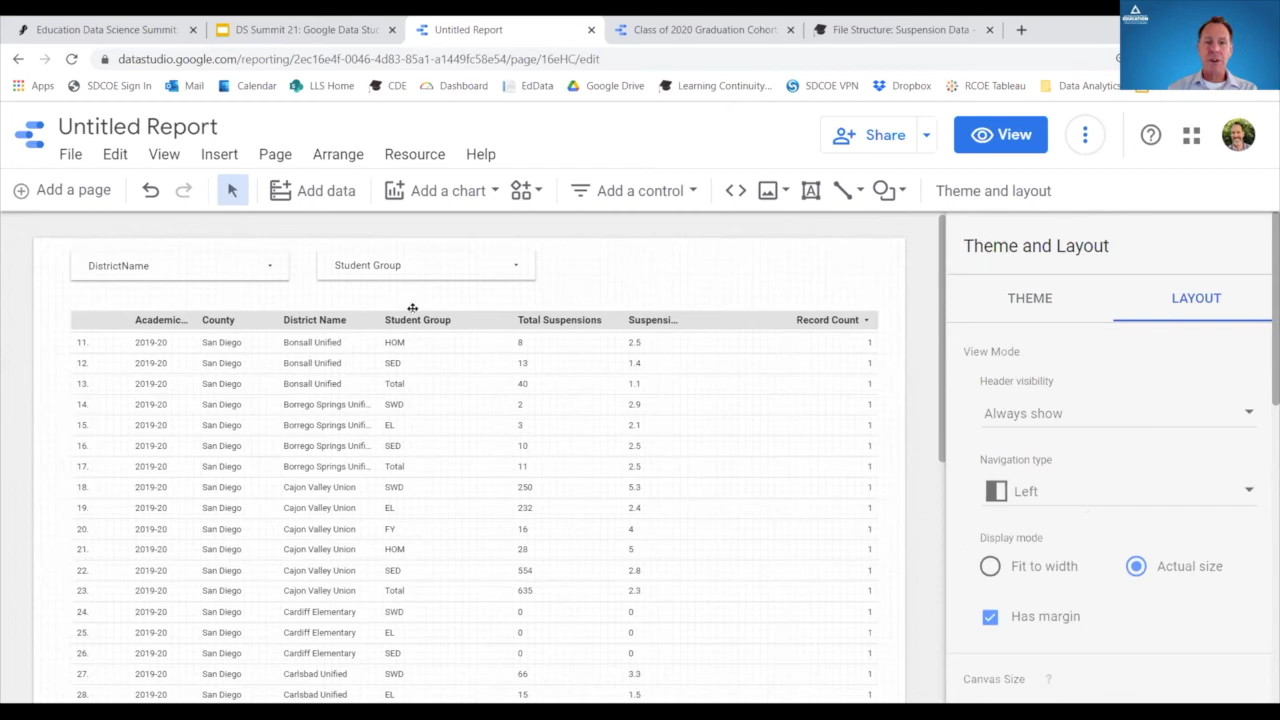 Education Data Science Summit
DS Summit 21: Google Data Stu
Untitled Report
Class of 2020 Graduation Cohort
File Structure: Suspension Data -
EDUCATION
datastudio.google.com/reporting/2ec16e4f-0046-4d83-85a1-a1449fc58e54/page/16eHC/edit
Apps
SDCOE Sign In
Mail
Calendar
LLS Home
CDE
Dashboard
EdData
Google Drive
Learning Continuity...
SDCOE VPN
Dropbox
RCOE Tableau
Data Analytics
Untitled Report
File Edit View Insert Page Arrange Resource Help
Share
View
Add a page
Add data
Add a chart
Add a control
Theme and layout
DistrictName
Student Group
Academic... County District Name Student Group Total Suspensions Suspensi... Record Count
11. 2019-20 San Diego Bonsall Unified HOM 8 2.5 1
12. 2019-20 San Diego Bonsall Unified SED 13 1.4 1
13. 2019-20 San Diego Bonsall Unified Total 40 1.1 1
14. 2019-20 San Diego Borrego Springs Unifi... SWD 2 2.9 1
15. 2019-20 San Diego Borrego Springs Unifi... EL 3 2.1 1
16. 2019-20 San Diego Borrego Springs Unifi... SED 10 2.5 1
17. 2019-20 San Diego Borrego Springs Unifi... Total 11 2.5 1
18. 2019-20 San Diego Cajon Valley Union SWD 250 5.3 1
19. 2019-20 San Diego Cajon Valley Union EL 232 2.4 1
20. 2019-20 San Diego Cajon Valley Union FY 16 4 1
21. 2019-20 San Diego Cajon Valley Union HOM 28 5 1
22. 2019-20 San Diego Cajon Valley Union SED 554 2.8 1
23. 2019-20 San Diego Cajon Valley Union Total 635 2.3 1
24. 2019-20 San Diego Cardiff Elementary SWD 0 0 1
25. 2019-20 San Diego Cardiff Elementary EL 0 0 1
26. 2019-20 San Diego Cardiff Elementary SED 0 0 1
27. 2019-20 San Diego Carlsbad Unified SWD 66 3.3 1
28. 2019-20 San Diego Carlsbad Unified EL 15 1.5 1
Theme and Layout
THEME LAYOUT
View Mode
Header visibility
Always show
Navigation type
Left
Display mode
Fit to width
Actual size
Has margin
Canvas Size